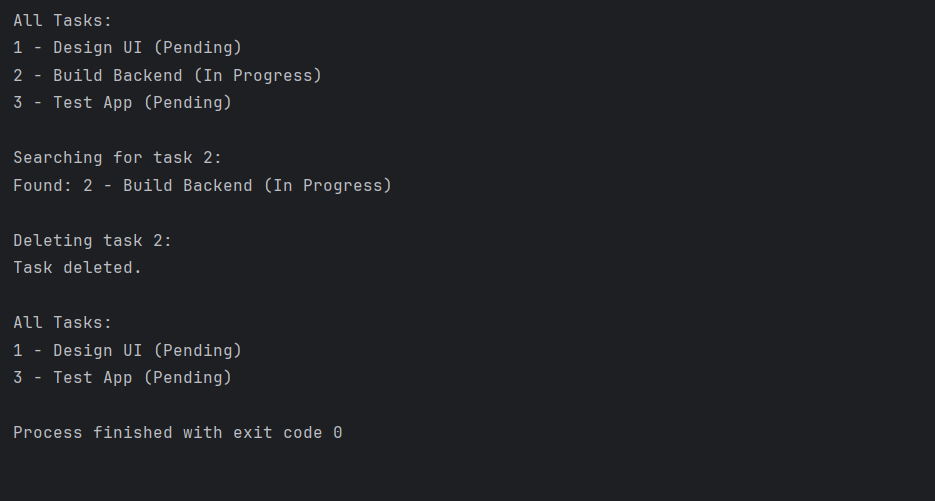 All Tasks:
1 - Design UI (Pending)
2 - Build Backend (In Progress)
3 - Test App (Pending)
Searching for task 2:
Found: 2 - Build Backend (In Progress)
Deleting task 2:
Task deleted.
All Tasks:
1 - Design UI (Pending)
3 - Test App (Pending)
Process finished with exit code 0